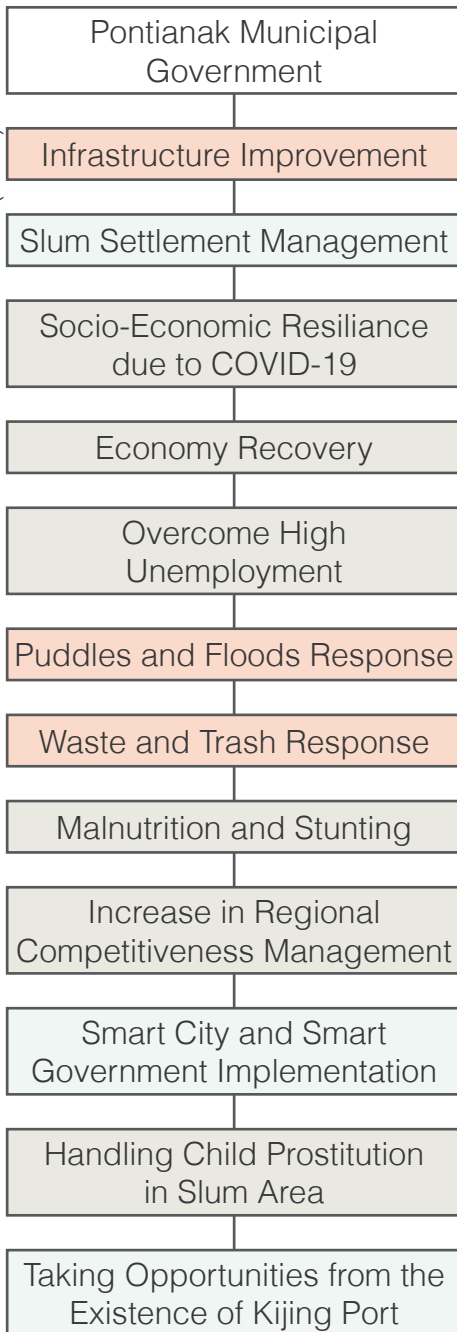 Pontianak Municipal
Government
Infrastructure Improvement
Slum Settlement Management
Socio-Economic Resiliance
due to COVID-19
Economy Recovery
Overcome High
Unemployment
Puddles and Floods Response
Waste and Trash Response
Malnutrition and Stunting
Increase in Regional
Competitiveness Management
Smart City and Smart
Government Implementation
Handling Child Prostitution
in Slum Area
Taking Opportunities from the
Existence of Kijing Port